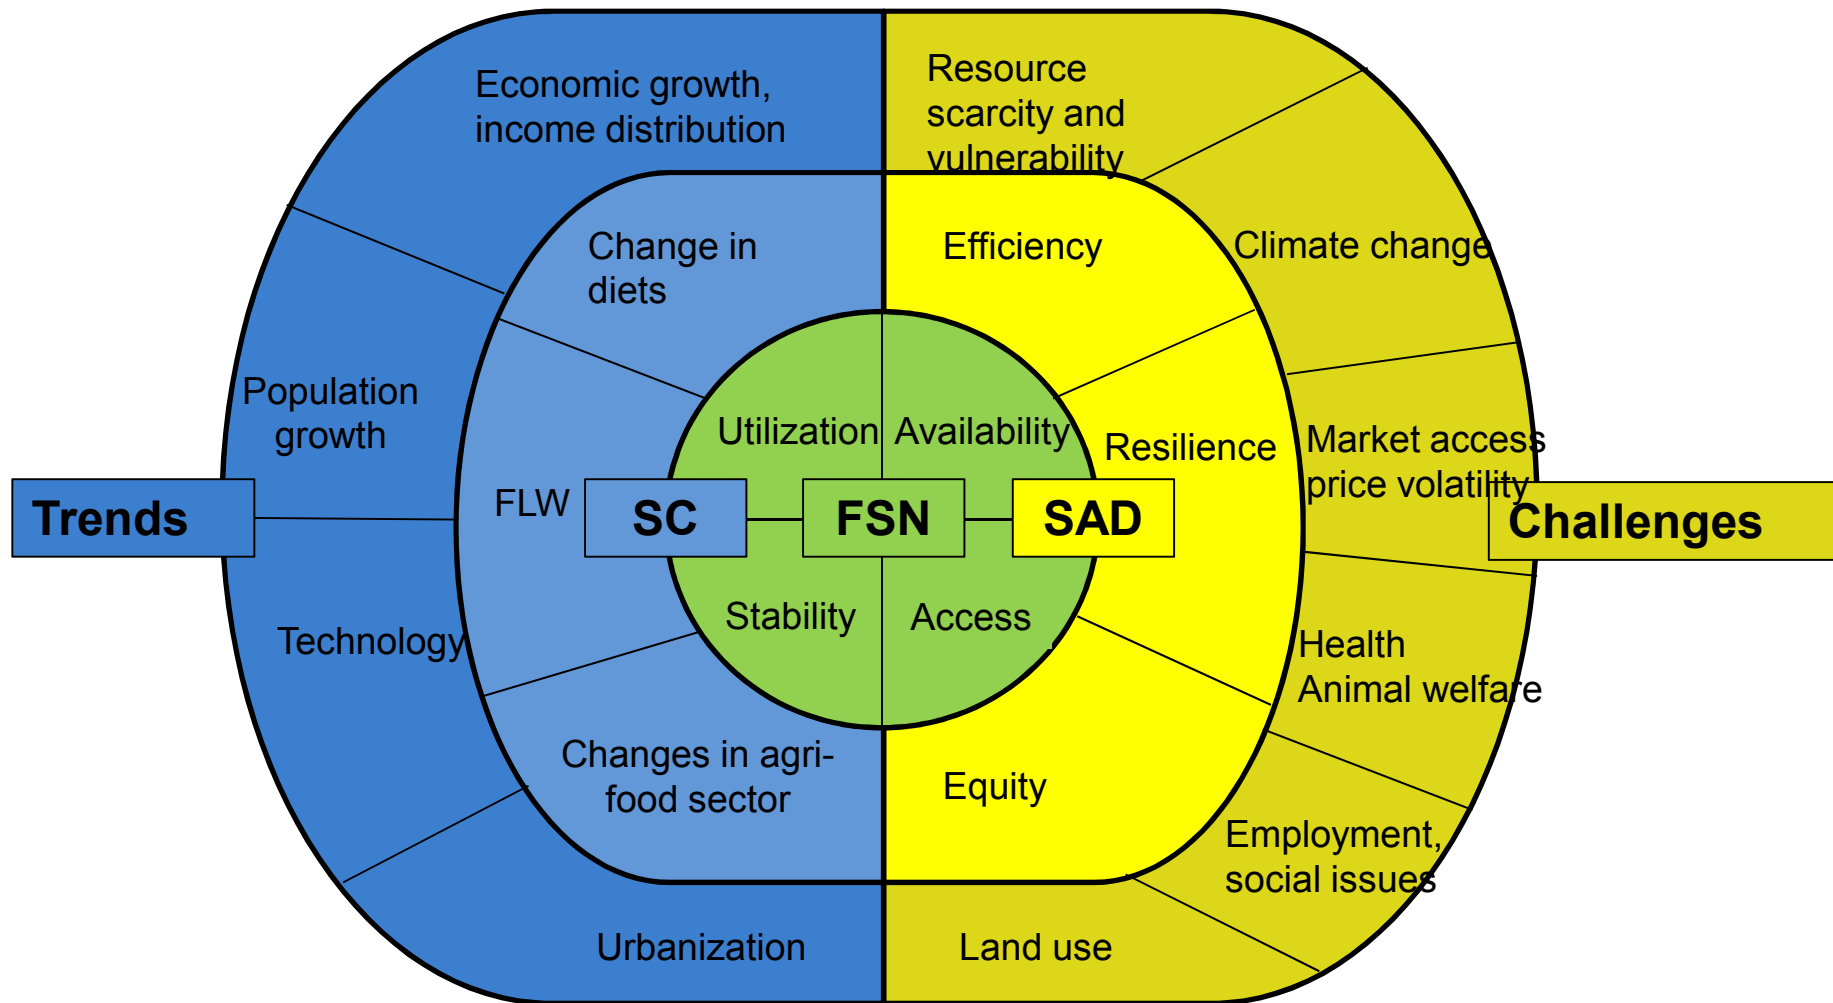 Economic growth,
income distribution
Resource
scarcity and
vulnerability
Change in
diets
Efficiency
Climate change
Population
growth
Utilization
Availability
Resilience
Market access
price volatility
Trends
FLW
SC
FSN
SAD
Challenges
Technology
Stability
Access
Health
Animal welfare
Changes in agri-
food sector
Equity
Employment,
social issues
Urbanization
Land use